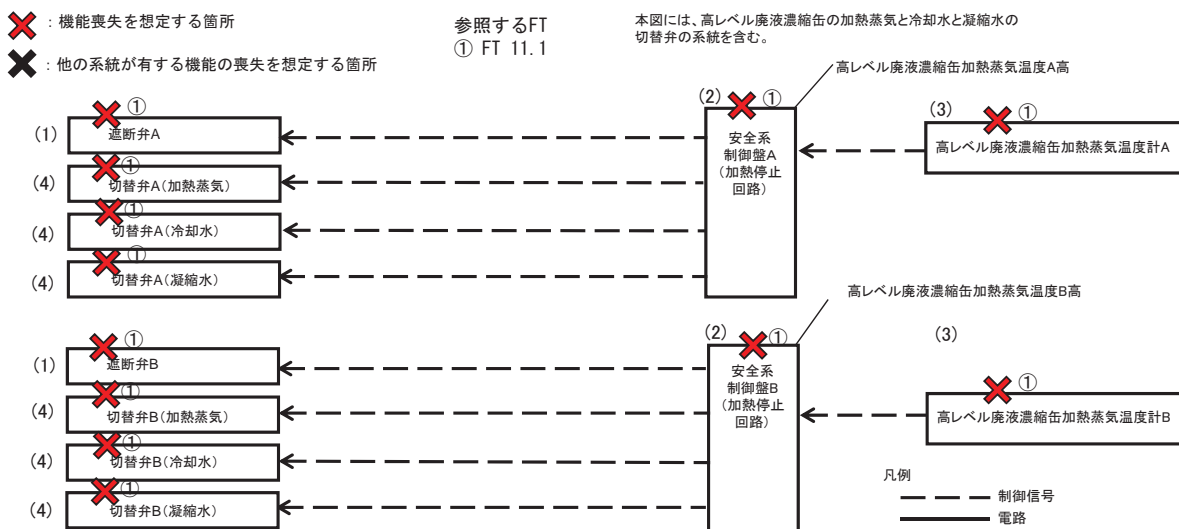 ：機能喪失を想定する箇所
：他の系統が有する機能の喪失を想定する箇所
参照するFT
① FT 11.1
本図には、高レベル廃液濃縮缶の加熱蒸気と冷却水と凝縮水の
切替弁の系統を含む。
高レベル廃液濃縮缶加熱蒸気温度A高
(1)
①
遮断弁A
(4)
①
切替弁A(加熱蒸気)
(4)
①
切替弁A(冷却水)
(4)
①
切替弁A(凝縮水)
(2)
①
安全系
制御盤A
(加熱停止
回路)
(3)
①
高レベル廃液濃縮缶加熱蒸気温度計A
高レベル廃液濃縮缶加熱蒸気温度B高
(1)
①
遮断弁B
(4)
①
切替弁B(加熱蒸気)
(4)
①
切替弁B(冷却水)
(4)
①
切替弁B(凝縮水)
(2)
①
安全系
制御盤B
(加熱停止
回路)
(3)
①
高レベル廃液濃縮缶加熱蒸気温度計B
凡例
制御信号
電路